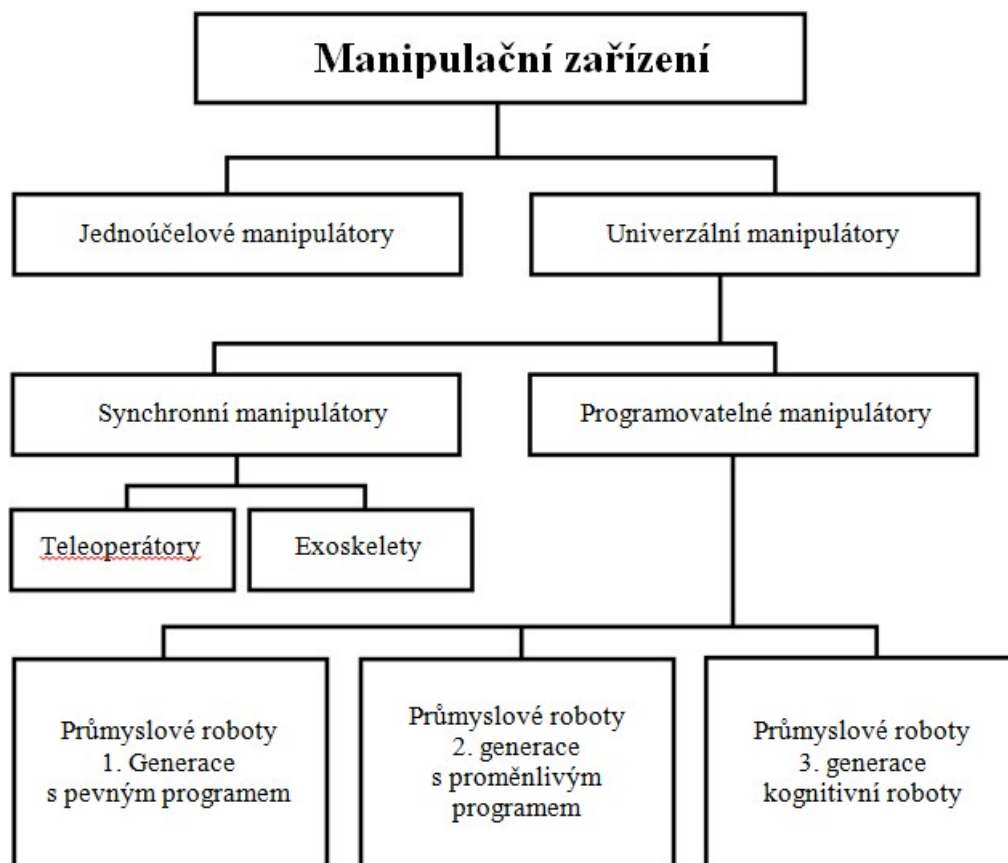 Manipulační zařízení
Jednoúčelové manipulátory
Univerzální manipulátory
Synchronní manipulátory
Programovatelné manipulátory
Teleoperátory
Exoskelety
Průmyslové roboty
1. Generace
s pevným programem
Průmyslové roboty
2. generace
s proměnlivým
programem
Průmyslové roboty
3. generace
kognitivní roboty